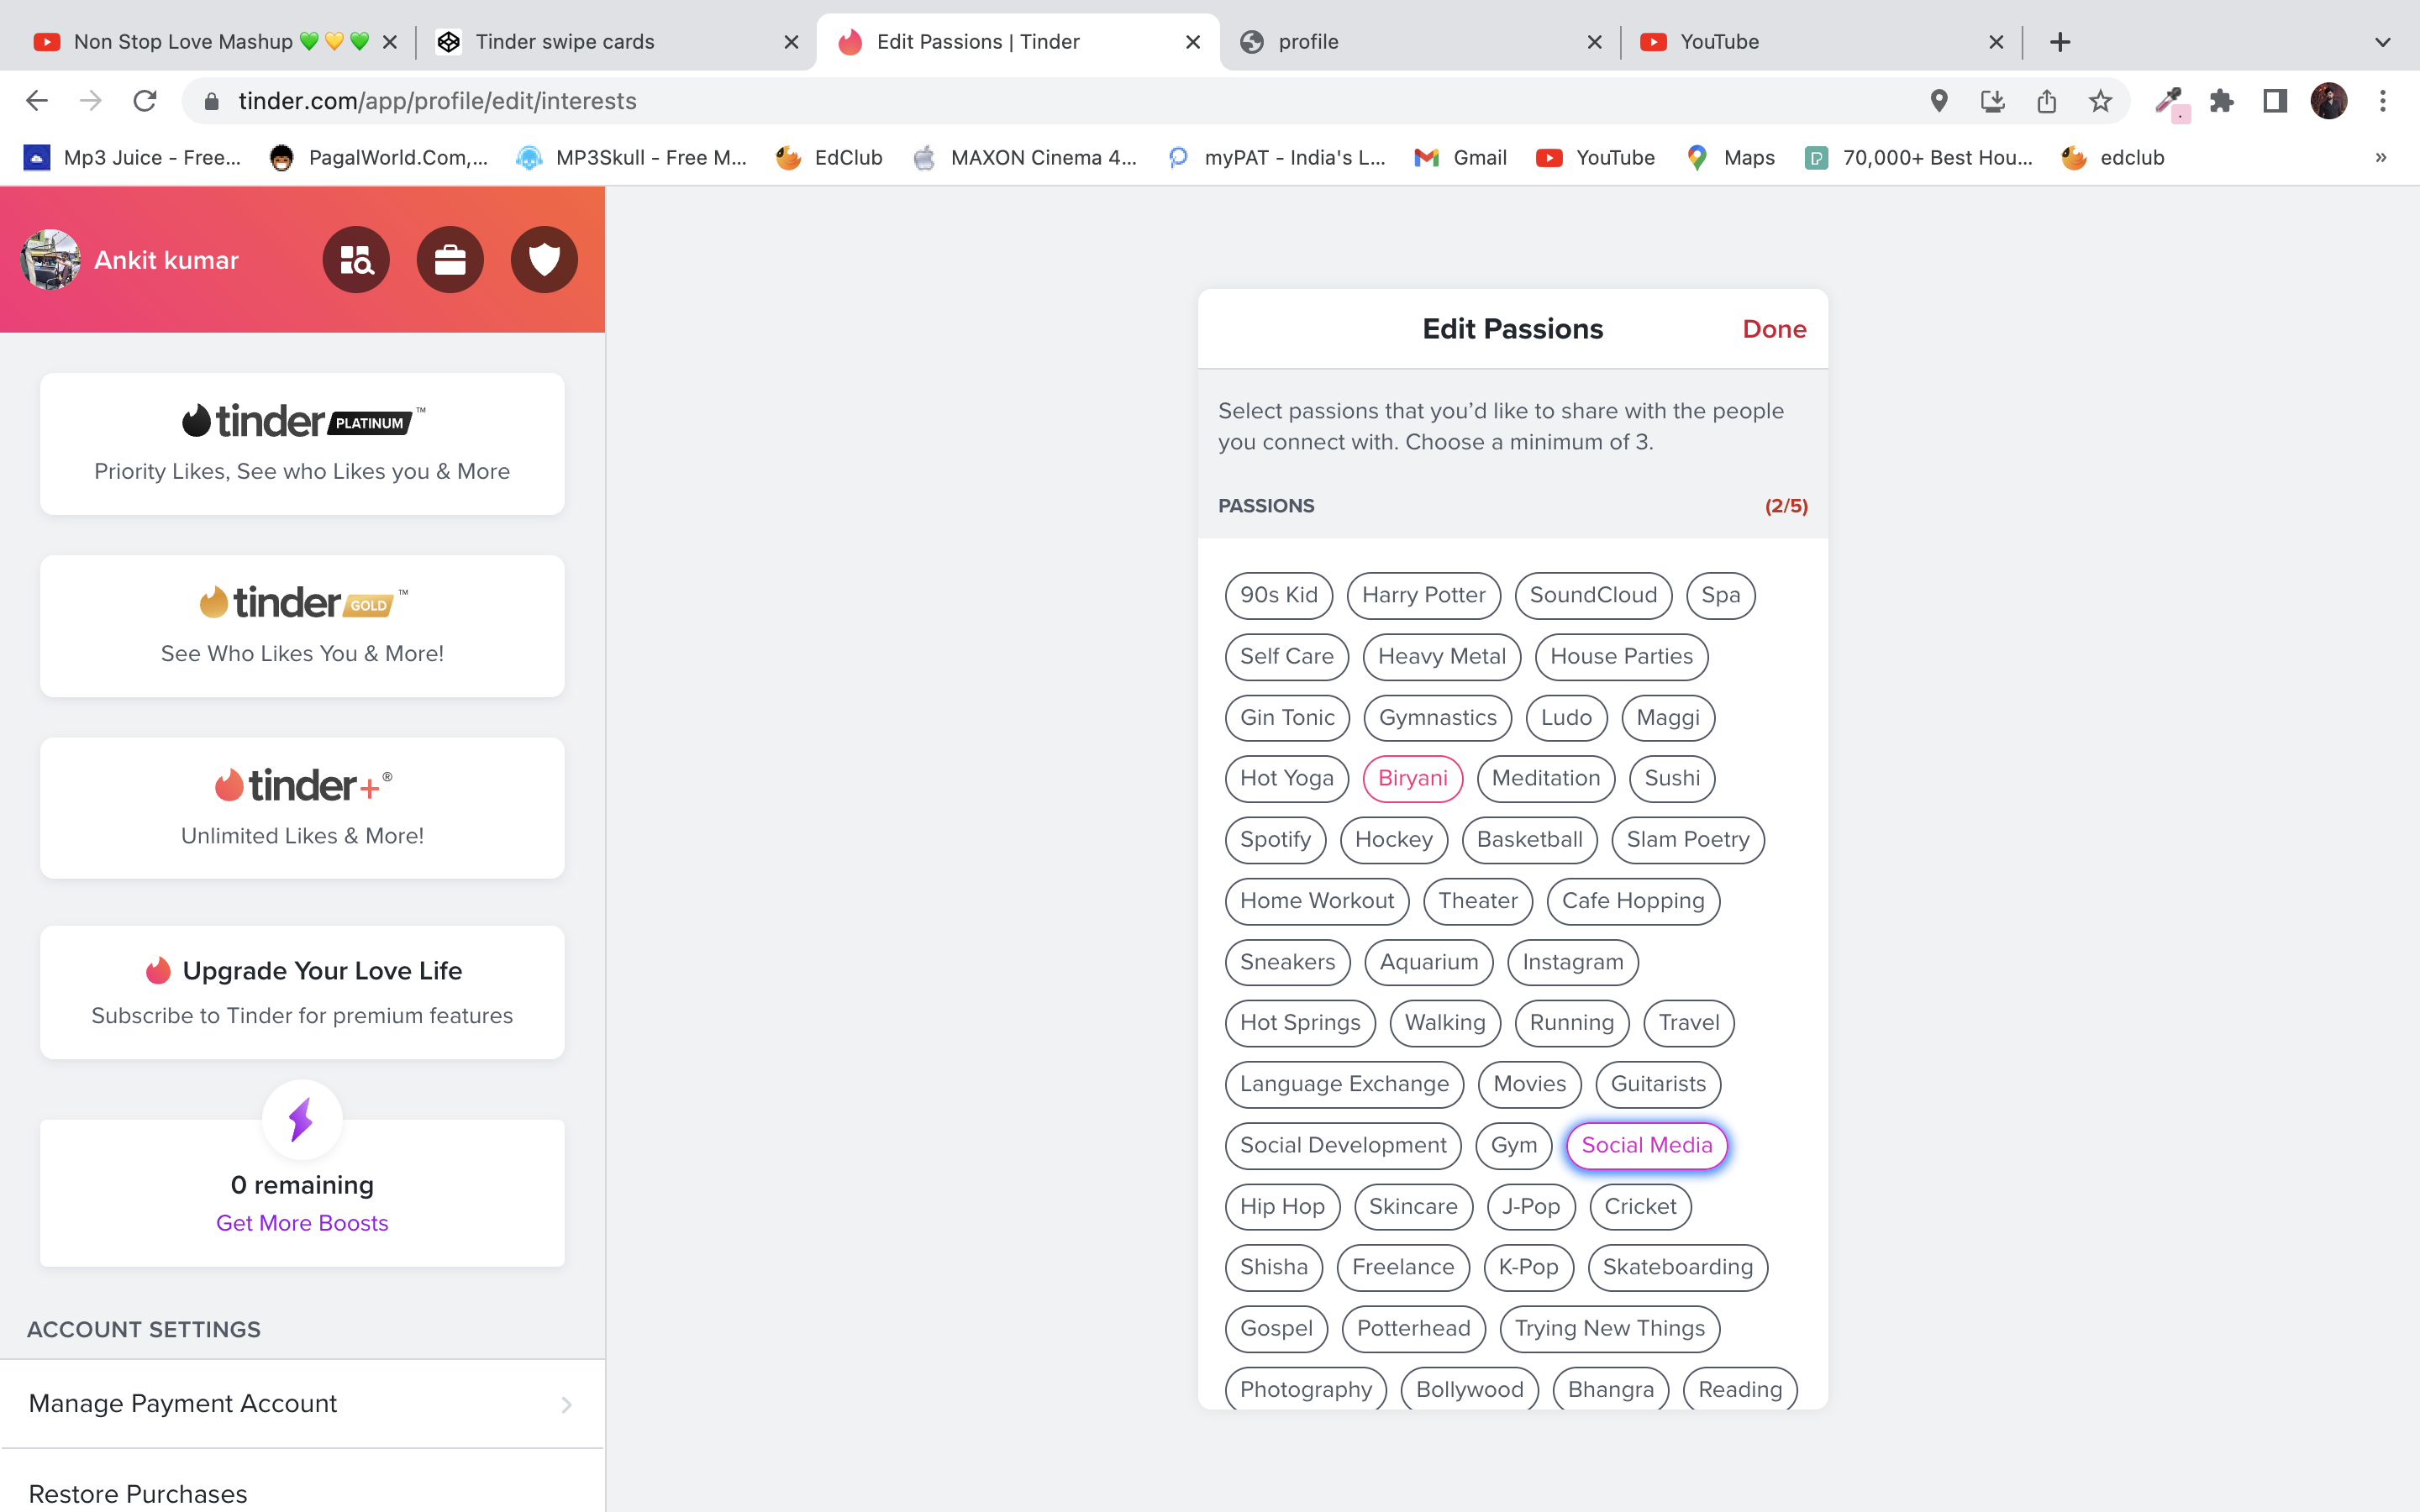 Non Stop Love Mashup 💚💛💚
Tinder swipe cards
Edit Passions | Tinder
profile
YouTube
tinder.com/app/profile/edit/interests
Mp3 Juice - Free...
PagalWorld.Com,...
MP3Skull - Free M...
EdClub
MAXON Cinema 4...
myPAT - India's L...
Gmail
YouTube
Maps
70,000+ Best Hou...
edclub
»
Ankit kumar
tinder PLATINUM™
Priority Likes, See who Likes you & More
tinder GOLD™
See Who Likes You & More!
tinder+®
Unlimited Likes & More!
Upgrade Your Love Life
Subscribe to Tinder for premium features
0 remaining
Get More Boosts
ACCOUNT SETTINGS
Manage Payment Account
Restore Purchases
Edit Passions Done
Select passions that you’d like to share with the people
you connect with. Choose a minimum of 3.
PASSIONS (2/5)
90s Kid Harry Potter SoundCloud Spa
Self Care Heavy Metal House Parties
Gin Tonic Gymnastics Ludo Maggi
Hot Yoga Biryani Meditation Sushi
Spotify Hockey Basketball Slam Poetry
Home Workout Theater Cafe Hopping
Sneakers Aquarium Instagram
Hot Springs Walking Running Travel
Language Exchange Movies Guitarists
Social Development Gym Social Media
Hip Hop Skincare J-Pop Cricket
Shisha Freelance K-Pop Skateboarding
Gospel Potterhead Trying New Things
Photography Bollywood Bhangra Reading